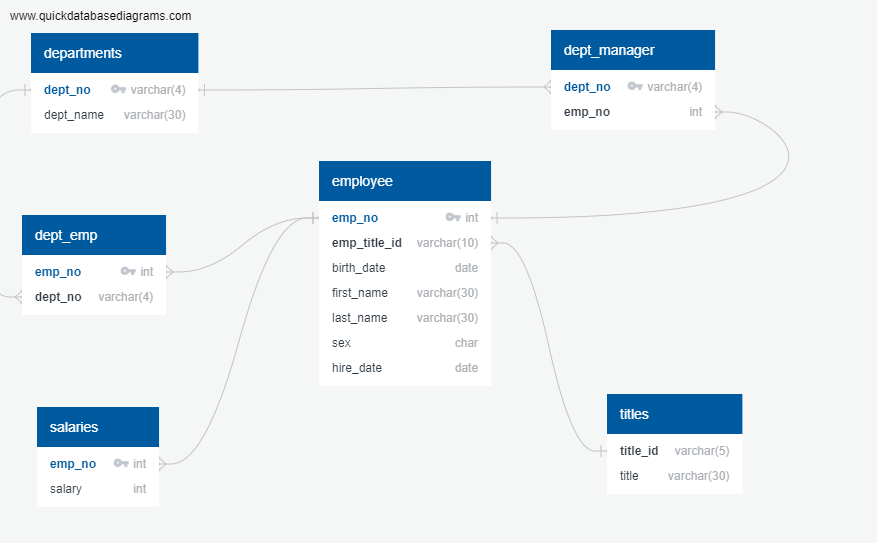 www.quickdatabasediagrams.com
departments
dept_no varchar(4)
dept_name varchar(30)
dept_manager
dept_no varchar(4)
emp_no int
employee
emp_no int
emp_title_id varchar(10)
birth_date date
first_name varchar(30)
last_name varchar(30)
sex char
hire_date date
dept_emp
emp_no int
dept_no varchar(4)
salaries
emp_no int
salary int
titles
title_id varchar(5)
title varchar(30)